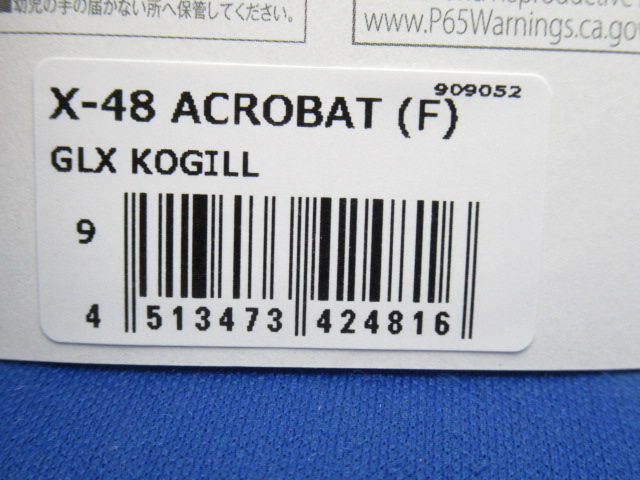 ■幼児の手の届かない所へ保管してください。
www.P65Warnings.ca.gov
909052
X-48 ACROBAT (F)
GLX KOGILL
9
4 513473 424816